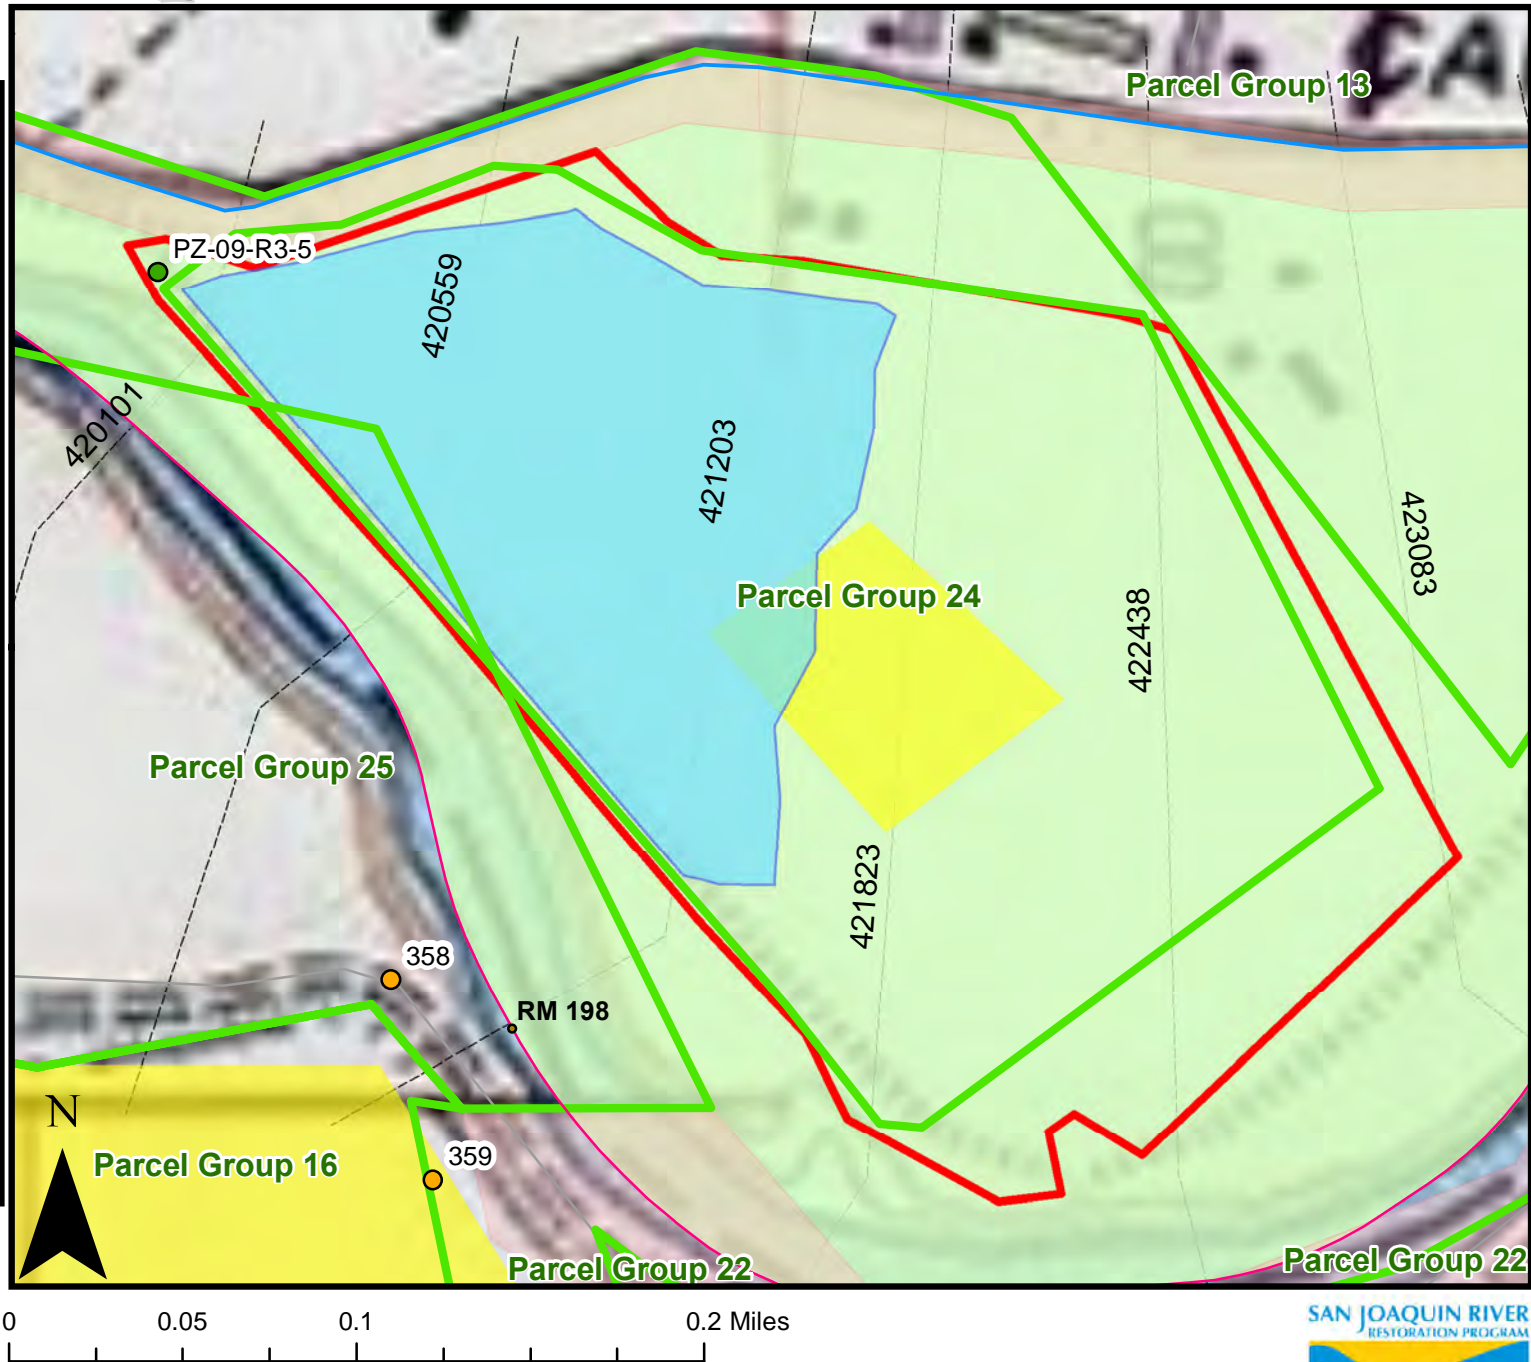 Parcel Group 13
CA
PZ-09-R3-5
420559
420101
421203
423083
Parcel Group 24
422438
Parcel Group 25
421823
358
RM 198
N
359
Parcel Group 16
Parcel Group 22
Parcel Group 22
0 0.05 0.1 0.2 Miles
SAN JOAQUIN RIVER
RESTORATION PROGRAM